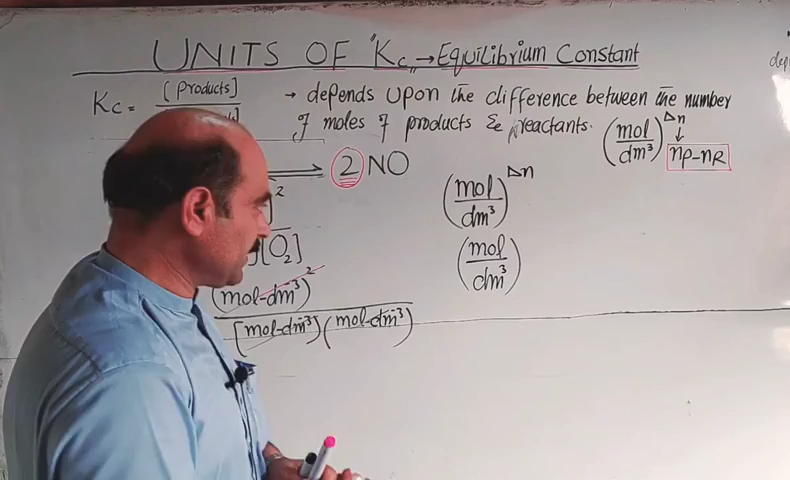 UNITS OF "Kc" → Equilibrium Constant
Kc = [Products]
→ depends upon the difference between the number
of moles of products & reactants. (mol/dm³)^Δn
↓
nP-nR
⇌ 2 NO
(mol/dm³)^Δn
] 2
][O₂]
(mol/dm³)
(mol-dm⁻³)²
[mol-dm⁻³](mol-dm⁻³)